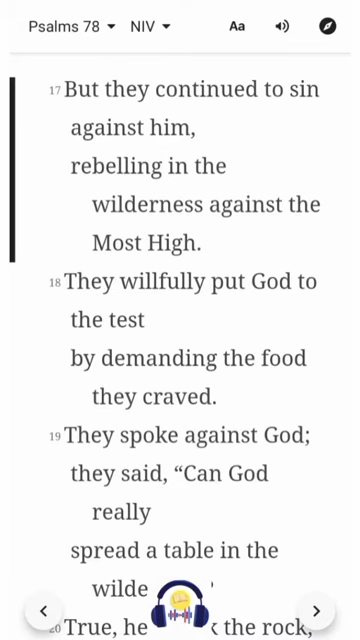 Psalms 78 NIV Aa
17 But they continued to sin
against him,
rebelling in the
wilderness against the
Most High.
18 They willfully put God to
the test
by demanding the food
they craved.
19 They spoke against God;
they said, “Can God
really
spread a table in the
wilde
20 True, he the rock,